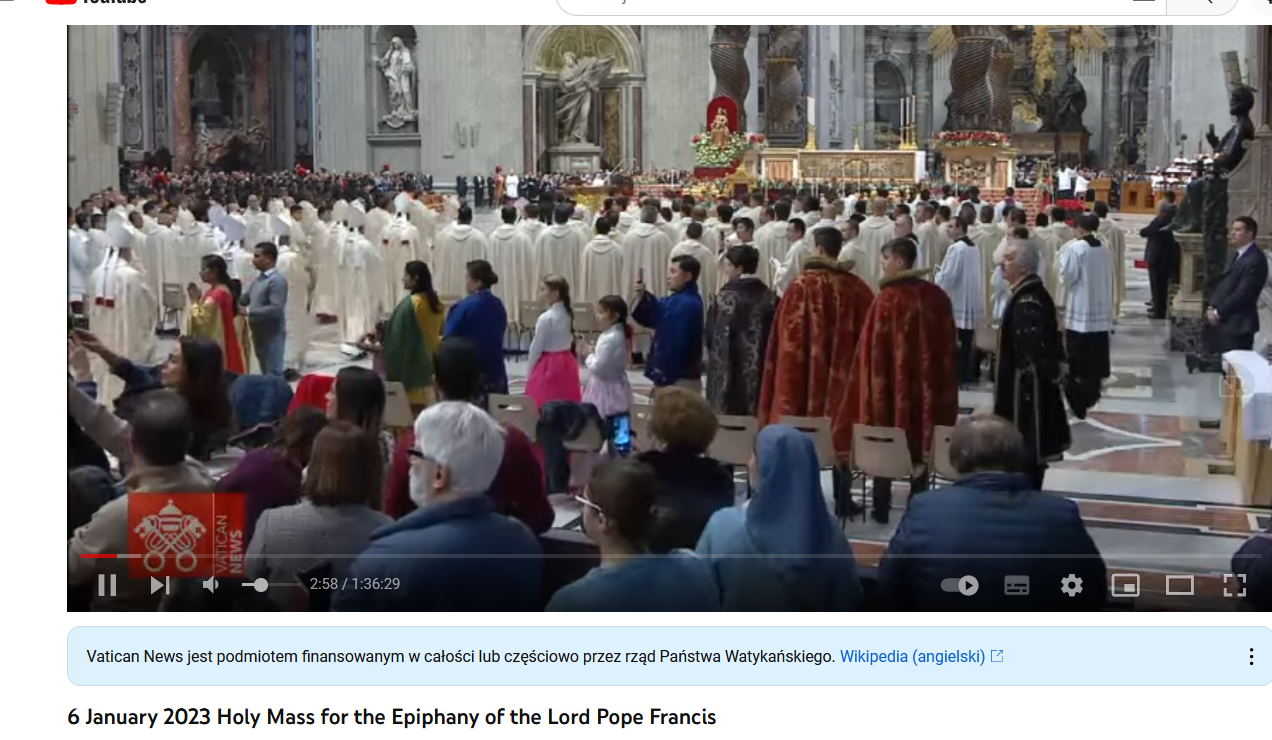 VATICAN
NEWS
2:58 / 1:36:29
Vatican News jest podmiotem finansowanym w całości lub częściowo przez rząd Państwa Watykańskiego. Wikipedia (angielski)
6 January 2023 Holy Mass for the Epiphany of the Lord Pope Francis